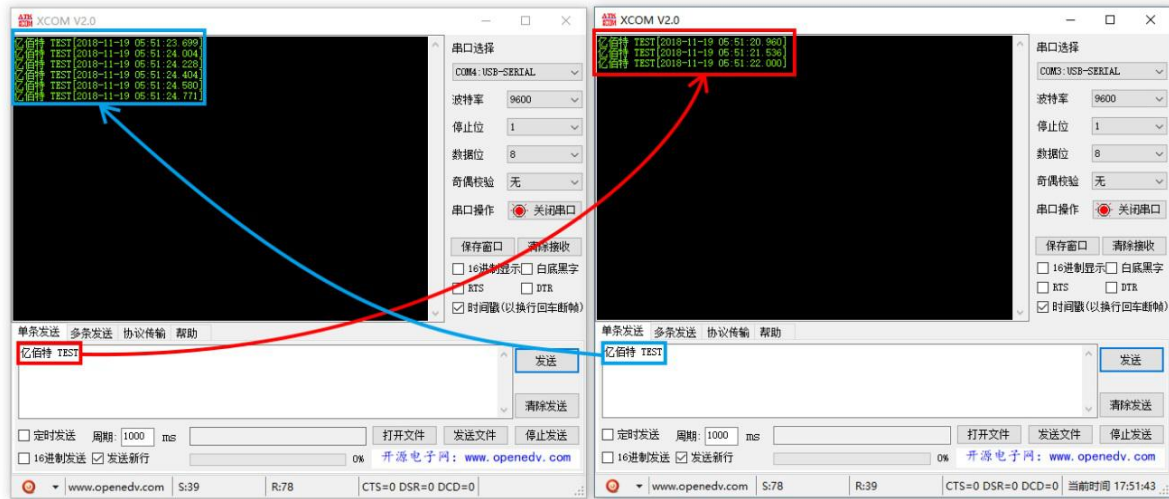 XCOM V2.0
亿佰特 TEST[2018-11-19 05:51:23.699]
亿佰特 TEST[2018-11-19 05:51:24.004]
亿佰特 TEST[2018-11-19 05:51:24.228]
亿佰特 TEST[2018-11-19 05:51:24.404]
亿佰特 TEST[2018-11-19 05:51:24.580]
亿佰特 TEST[2018-11-19 05:51:24.771]
串口选择
COM4:USB-SERIAL
波特率 9600
停止位 1
数据位 8
奇偶校验 无
串口操作 关闭串口
保存窗口 清除接收
16进制显示 白底黑字
RTS DTR
时间戳(以换行回车断帧)
单条发送 多条发送 协议传输 帮助
亿佰特 TEST
发送
清除发送
定时发送 周期: 1000 ms 打开文件 发送文件 停止发送
16进制发送 发送新行 0% 开源电子网: www.openedv.com
www.openedv.com S:39 R:78 CTS=0 DSR=0 DCD=0
ATK XCOM V2.0
亿佰特 TEST[2018-11-19 05:51:20.960]
亿佰特 TEST[2018-11-19 05:51:21.536]
亿佰特 TEST[2018-11-19 05:51:22.000]
串口选择
COM3:USB-SERIAL
波特率 9600
停止位 1
数据位 8
奇偶校验 无
串口操作 关闭串口
保存窗口 清除接收
16进制显示 白底黑字
RTS DTR
时间戳(以换行回车断帧)
单条发送 多条发送 协议传输 帮助
亿佰特 TEST
发送
清除发送
定时发送 周期: 1000 ms 打开文件 发送文件 停止发送
16进制发送 发送新行 0% 开源电子网: www.openedv.com
www.openedv.com S:78 R:39 CTS=0 DSR=0 DCD=0 当前时间 17:51:43